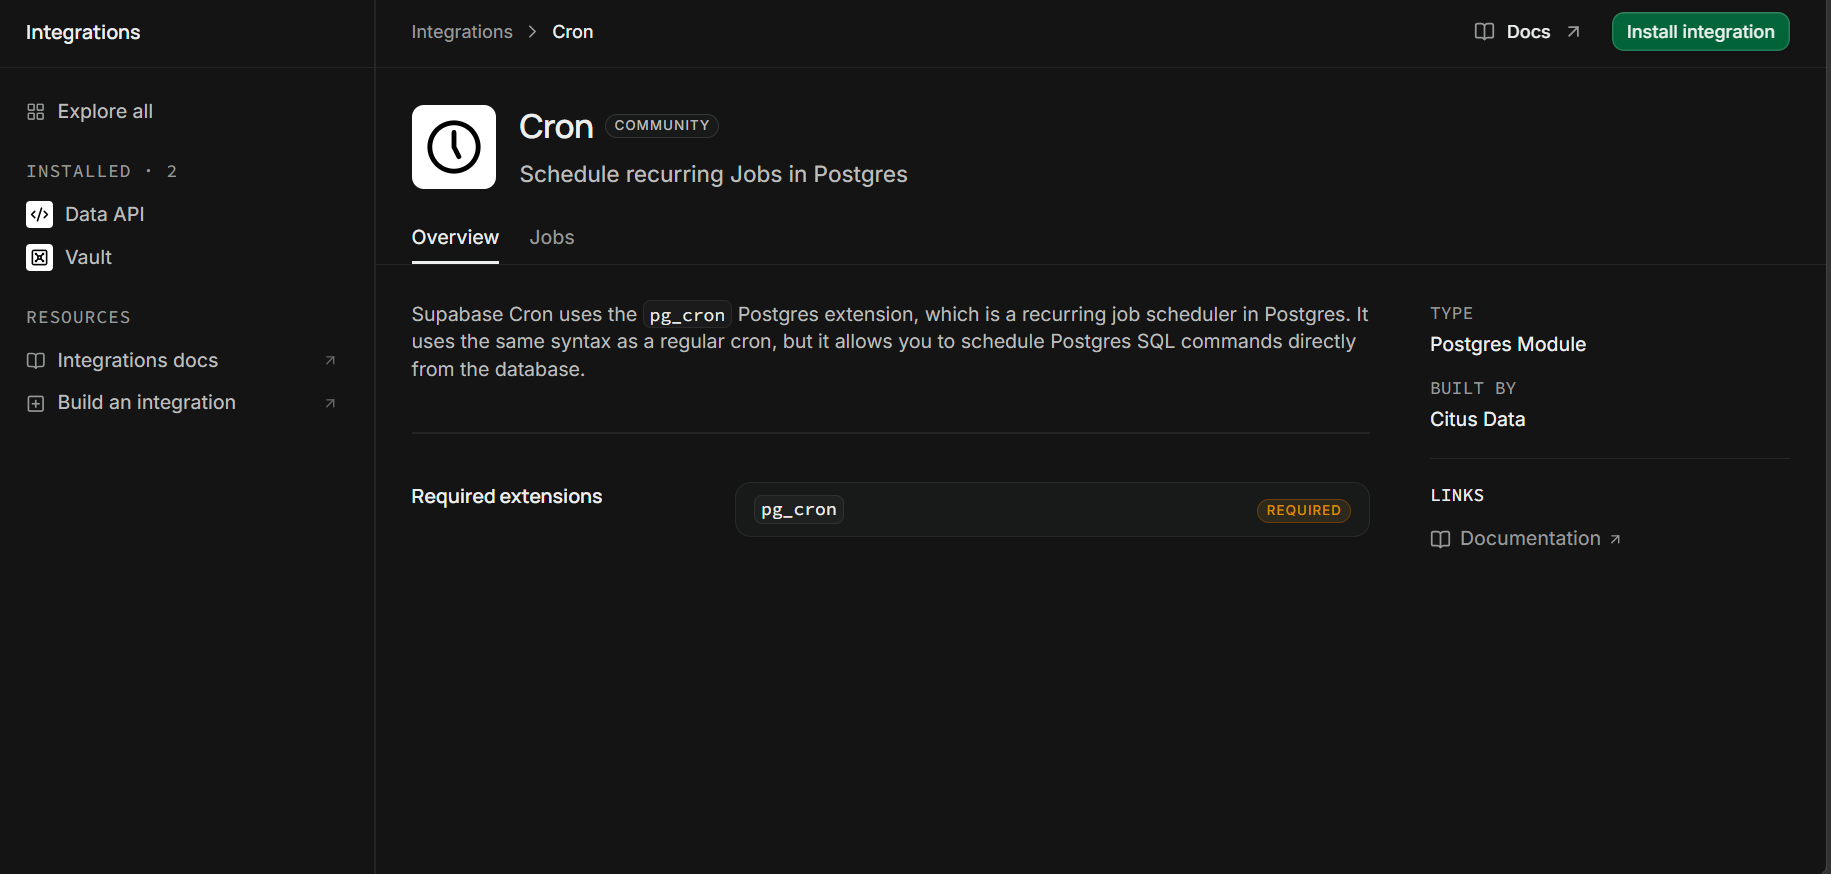 Integrations
Explore all
INSTALLED · 2
Data API
Vault
RESOURCES
Integrations docs
Build an integration
Integrations > Cron
Docs
Install integration
Cron COMMUNITY
Schedule recurring Jobs in Postgres
Overview Jobs
Supabase Cron uses the pg_cron Postgres extension, which is a recurring job scheduler in Postgres. It
uses the same syntax as a regular cron, but it allows you to schedule Postgres SQL commands directly
from the database.
Required extensions
pg_cron REQUIRED
TYPE
Postgres Module
BUILT BY
Citus Data
LINKS
Documentation